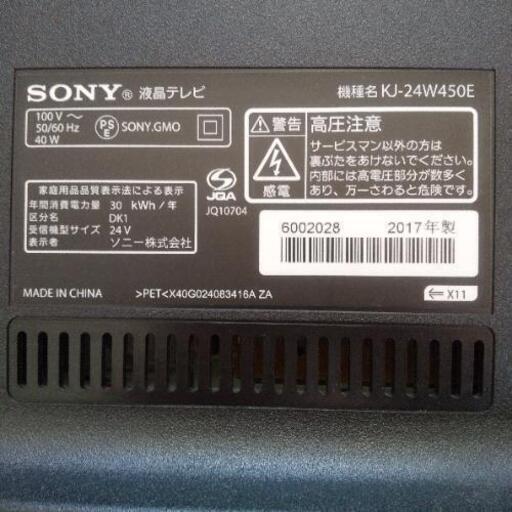 SONY® 液晶テレビ
機種名 KJ-24W450E
100 V ～
50/60 Hz
40 W
PS
E
SONY.GMO
警告 高圧注意
サービスマン以外の方は
裏ぶたをあけないでください。
内部には高電圧部分が数多く
あり、万一さわると危険です。
感電
JQA
JQ10704
家庭用品品質表示法による表示
年間消費電力量 30 kWh/年
区分名 DK1
受信機型サイズ 24 V
表示者 ソニー株式会社
6002028 2017年製
MADE IN CHINA
>PET<X40G024083416A ZA
X11